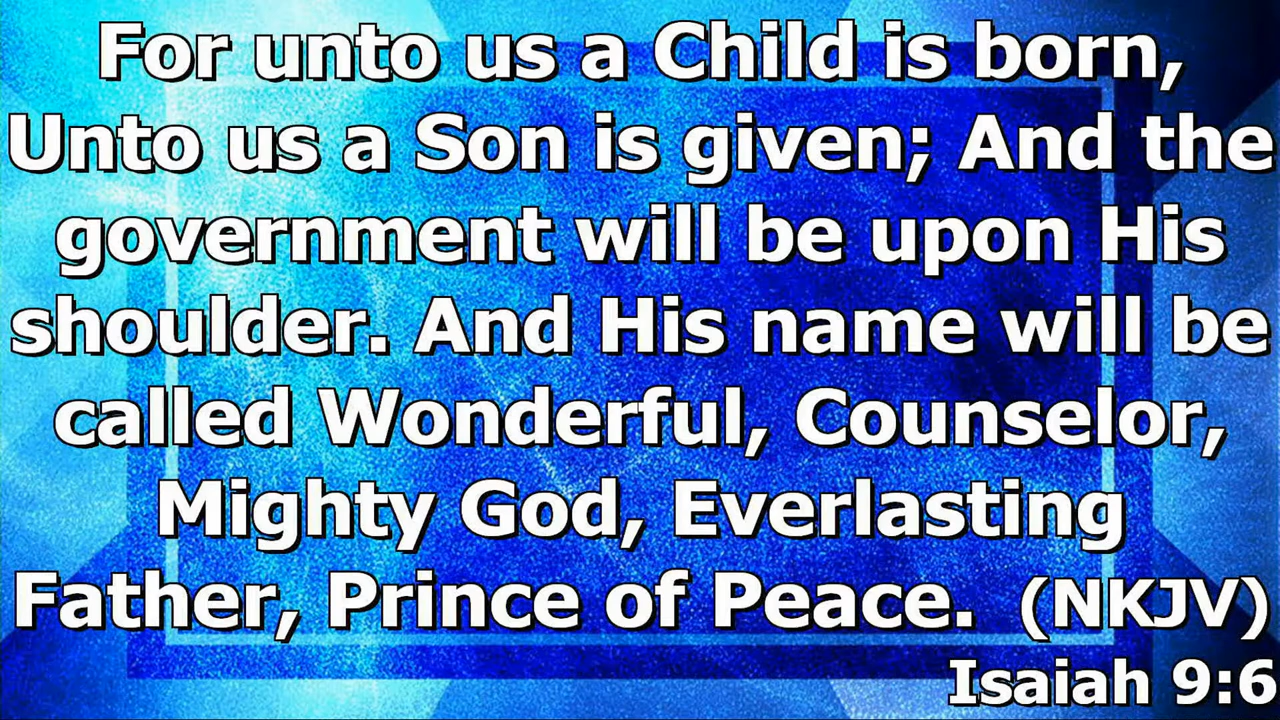 For unto us a Child is born,
Unto us a Son is given; And the
government will be upon His
shoulder. And His name will be
called Wonderful, Counselor,
Mighty God, Everlasting
Father, Prince of Peace. (NKJV)
Isaiah 9:6